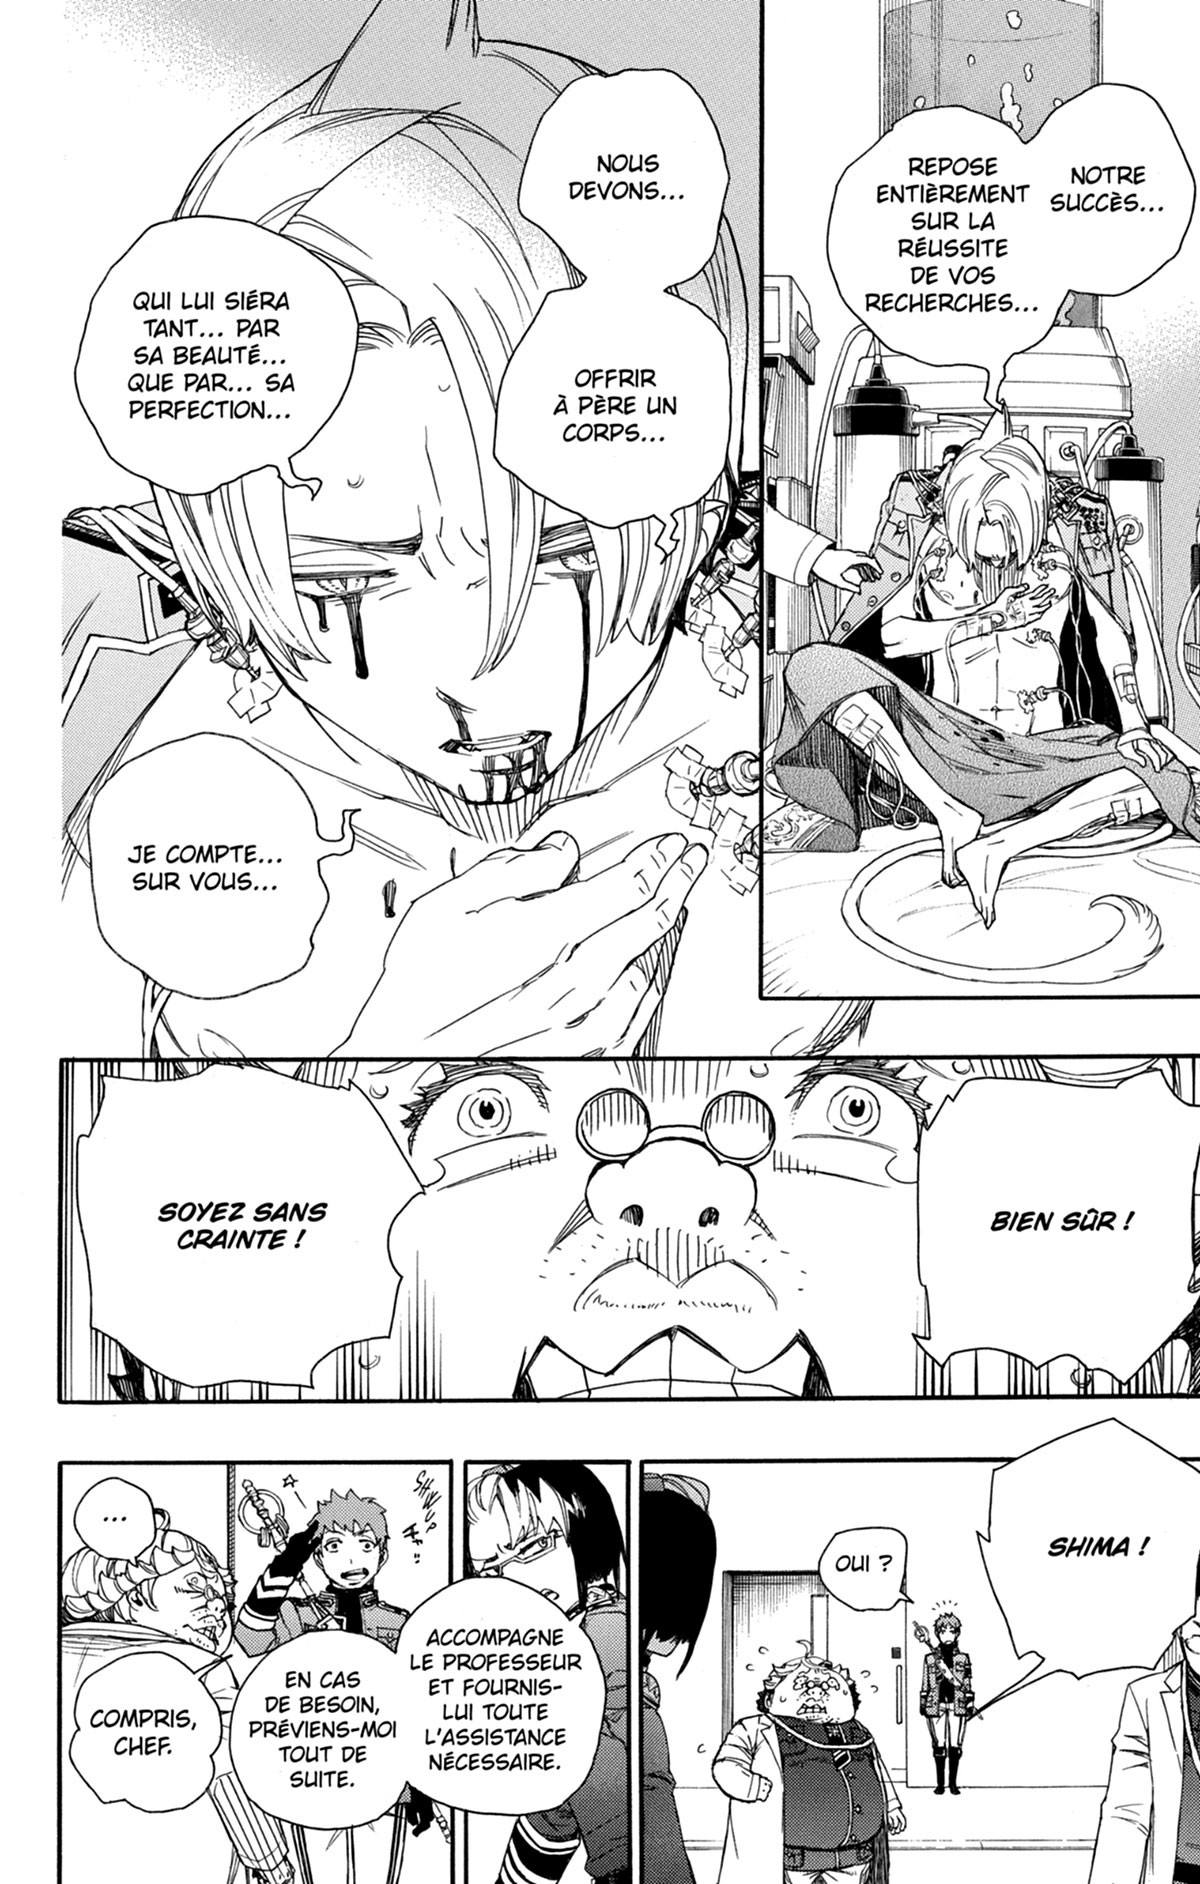 NOTRE
SUCCÈS...
REPOSE
ENTIÈREMENT
SUR LA
RÉUSSITE
DE VOS
RECHERCHES...
NOUS
DEVONS...
OFFRIR
À PÈRE UN
CORPS...
QUI LUI SIÉRA
TANT... PAR
SA BEAUTÉ...
QUE PAR... SA
PERFECTION...
JE COMPTE...
SUR VOUS...
BIEN SÛR !
SOYEZ SANS
CRAINTE !
SHIMA !
OUI ?
ACCOMPAGNE
LE PROFESSEUR
ET FOURNIS-
LUI TOUTE
L'ASSISTANCE
NÉCESSAIRE.
EN CAS
DE BESOIN,
PRÉVIENS-MOI
TOUT DE
SUITE.
SHWUP
COMPRIS,
CHEF.
...